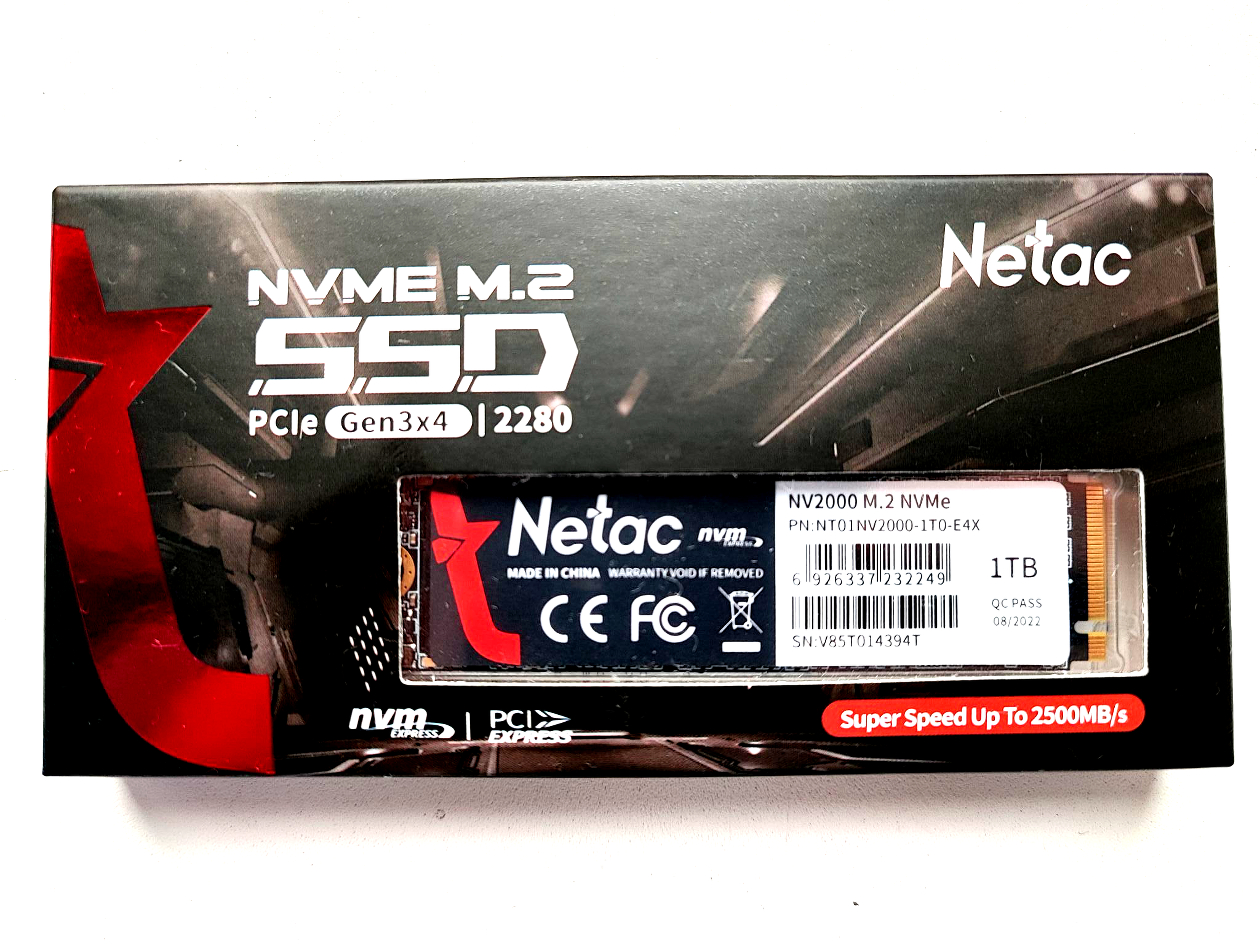 Netac
NVME M.2
SSD
PCIe Gen3x4 | 2280
Netac nvm EXPRESS
MADE IN CHINA WARRANTY VOID IF REMOVED
CE FC
NV2000 M.2 NVMe
PN:NT01NV2000-1T0-E4X
6 926337 232249
1TB
QC PASS
08/2022
SN:V85T014394T
nvm EXPRESS | PCI EXPRESS
Super Speed Up To 2500MB/s